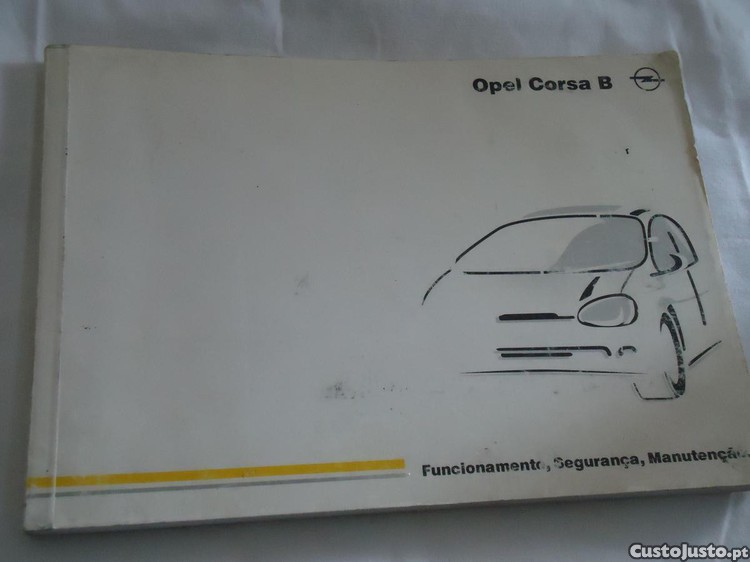 Opel Corsa B
Funcionamento, Segurança, Manutenção
CustoJusto.pt